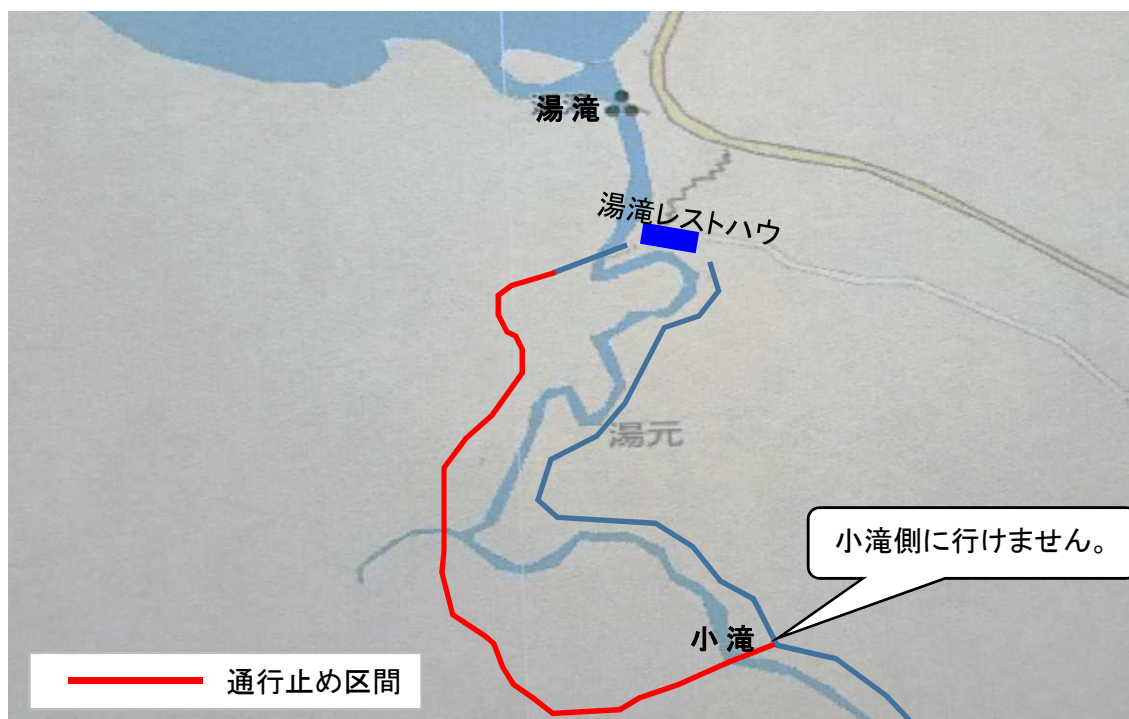 湯滝
湯滝レストハウ
湯元
小滝側に行けません。
小滝
通行止め区間